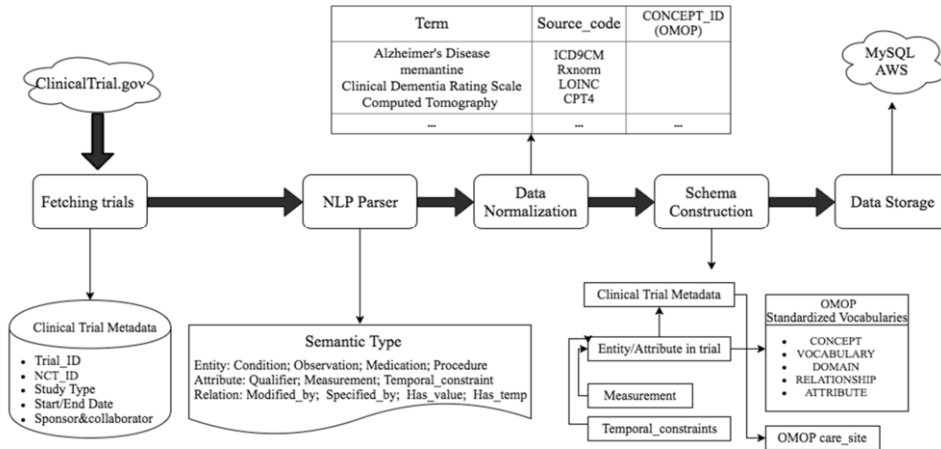 Term Source_code CONCEPT_ID
(OMOP)
Alzheimer's Disease ICD9CM
memantine Rxnorm
Clinical Dementia Rating Scale LOINC
Computed Tomography CPT4
... ... ...
ClinicalTrial.gov
MySQL
AWS
Fetching trials
NLP Parser
Data
Normalization
Schema
Construction
Data Storage
Clinical Trial Metadata
• Trial_ID
• NCT_ID
• Study Type
• Start/End Date
• Sponsor&collaborator
Semantic Type
Entity: Condition; Observation; Medication; Procedure
Attribute: Qualifier; Measurement; Temporal_constraint
Relation: Modified_by; Specified_by; Has_value; Has_temp
Clinical Trial Metadata
Entity/Attribute in trial
Measurement
Temporal_constraints
OMOP
Standardized Vocabularies
• CONCEPT
• VOCABULARY
• DOMAIN
• RELATIONSHIP
• ATTRIBUTE
OMOP care_site